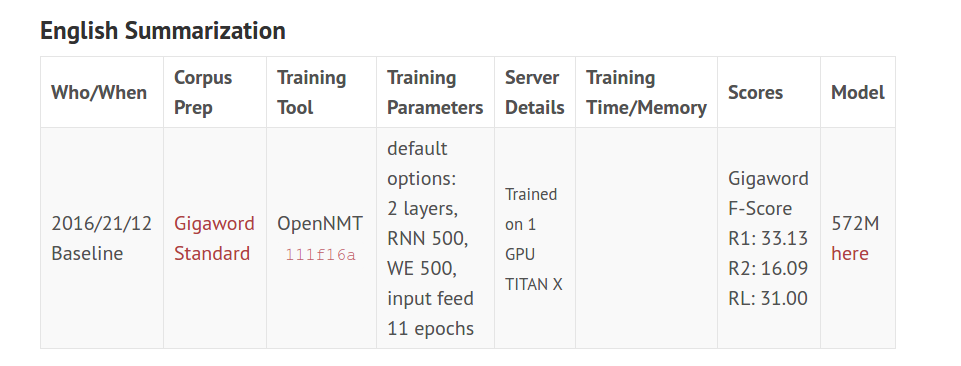 English Summarization
Who/When
Corpus
Prep
Training
Tool
Training
Parameters
Server
Details
Training
Time/Memory
Scores
Model
2016/21/12
Baseline
Gigaword
Standard
OpenNMT
111f16a
default
options:
2 layers,
RNN 500,
WE 500,
input feed
11 epochs
Trained
on 1
GPU
TITAN X
Gigaword
F-Score
R1: 33.13
R2: 16.09
RL: 31.00
572M
here